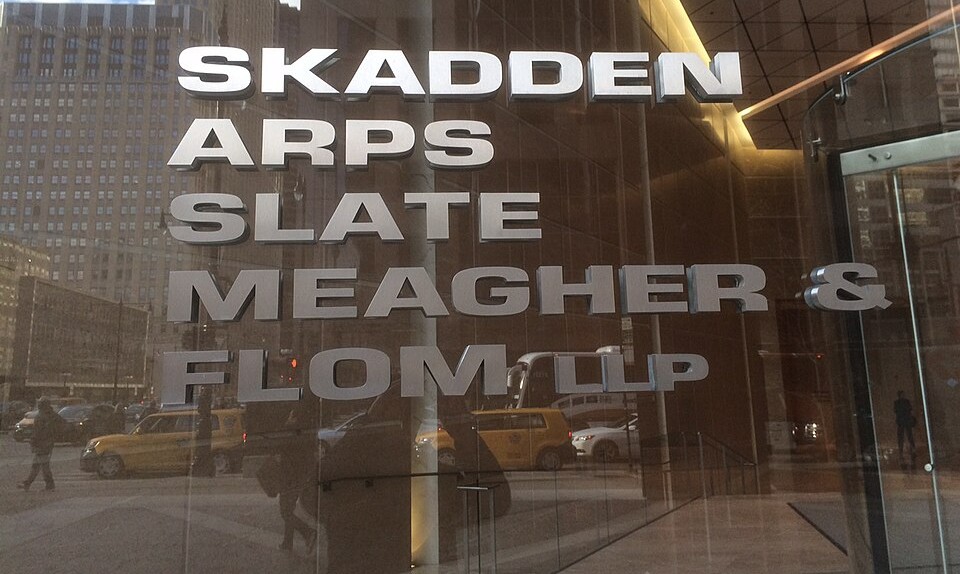 SKADDEN
ARPS
SLATE
MEAGHER &
FLOM LLP